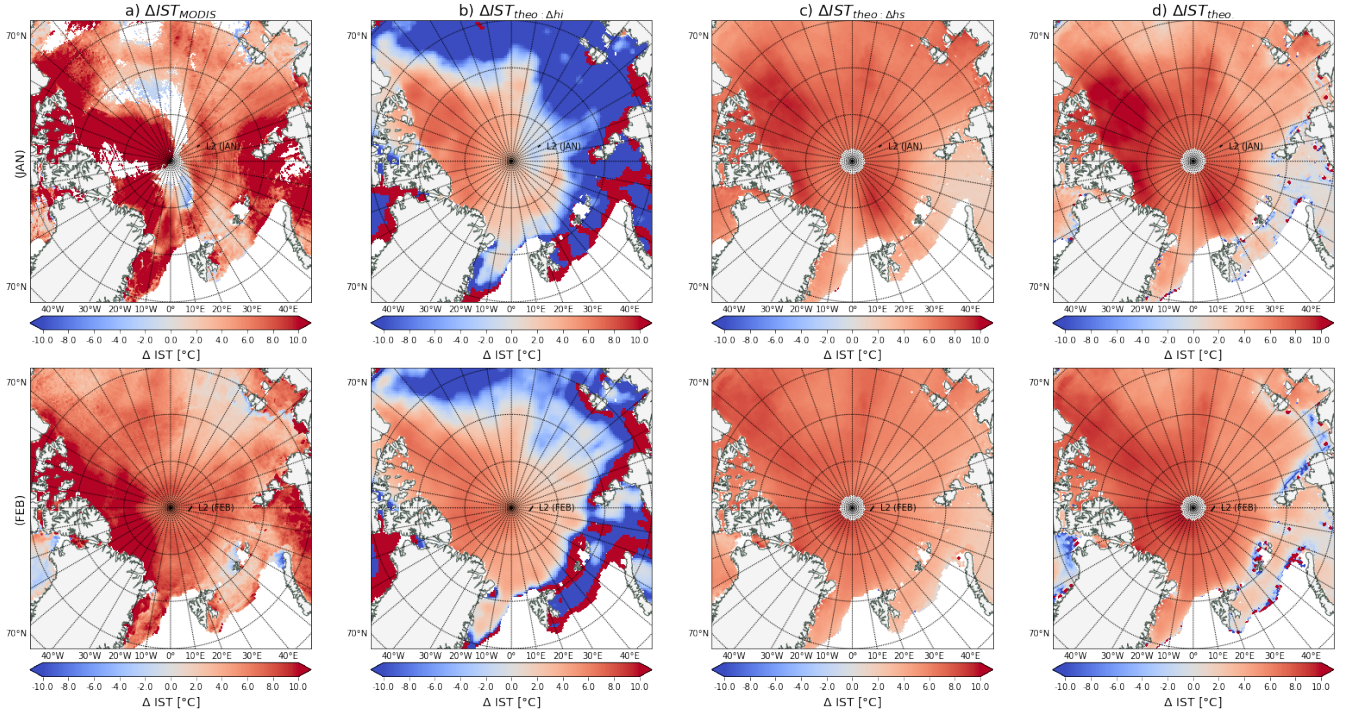 a) ΔIST_MODIS
b) ΔIST_theo : Δhi
c) ΔIST_theo : Δhs
d) ΔIST_theo
70°N
70°N
70°N
70°N
(JAN)
L2 (JAN)
L2 (JAN)
L2 (JAN)
L2 (JAN)
70°N
70°N
70°N
70°N
40°W 30°W 20°W 10°W 0° 10°E 20°E 30°E 40°E
40°W 30°W 20°W 10°W 0° 10°E 20°E 30°E 40°E
40°W 30°W 20°W 10°W 0° 10°E 20°E 30°E 40°E
40°W 30°W 20°W 10°W 0° 10°E 20°E 30°E 40°E
-10.0 -8.0 -6.0 -4.0 -2.0 0.0 2.0 4.0 6.0 8.0 10.0
-10.0 -8.0 -6.0 -4.0 -2.0 0.0 2.0 4.0 6.0 8.0 10.0
-10.0 -8.0 -6.0 -4.0 -2.0 0.0 2.0 4.0 6.0 8.0 10.0
-10.0 -8.0 -6.0 -4.0 -2.0 0.0 2.0 4.0 6.0 8.0 10.0
Δ IST [°C]
Δ IST [°C]
Δ IST [°C]
Δ IST [°C]
70°N
70°N
70°N
70°N
(FEB)
L2 (FEB)
L2 (FEB)
L2 (FEB)
L2 (FEB)
70°N
70°N
70°N
70°N
40°W 30°W 20°W 10°W 0° 10°E 20°E 30°E 40°E
40°W 30°W 20°W 10°W 0° 10°E 20°E 30°E 40°E
40°W 30°W 20°W 10°W 0° 10°E 20°E 30°E 40°E
40°W 30°W 20°W 10°W 0° 10°E 20°E 30°E 40°E
-10.0 -8.0 -6.0 -4.0 -2.0 0.0 2.0 4.0 6.0 8.0 10.0
-10.0 -8.0 -6.0 -4.0 -2.0 0.0 2.0 4.0 6.0 8.0 10.0
-10.0 -8.0 -6.0 -4.0 -2.0 0.0 2.0 4.0 6.0 8.0 10.0
-10.0 -8.0 -6.0 -4.0 -2.0 0.0 2.0 4.0 6.0 8.0 10.0
Δ IST [°C]
Δ IST [°C]
Δ IST [°C]
Δ IST [°C]